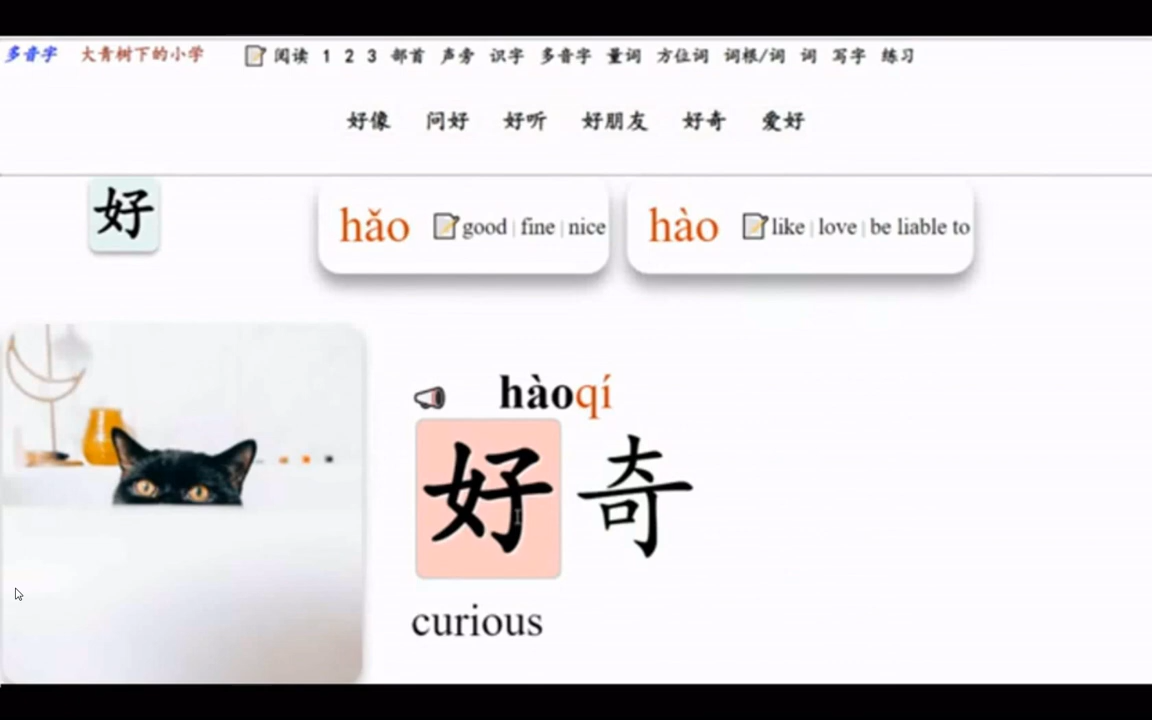 多音字 大青树下的小学 阅读 1 2 3 部首 声旁 识字 多音字 量词 方位词 词根/词 词 写字 练习
好像 问好 好听 好朋友 好奇 爱好
好 hǎo good | fine | nice hào like | love | be liable to
hàoqí
好奇
curious